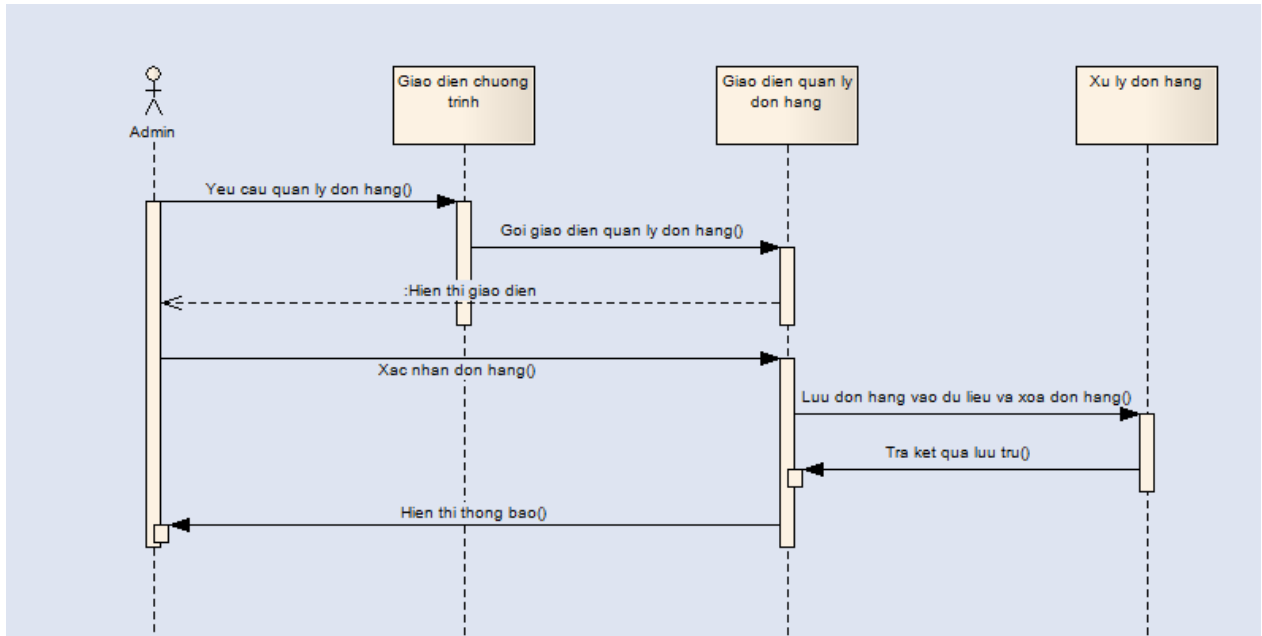 Admin
Giao dien chuong
trinh
Giao dien quan ly
don hang
Xu ly don hang
Yeu cau quan ly don hang()
Goi giao dien quan ly don hang()
:Hien thi giao dien
Xac nhan don hang()
Luu don hang vao du lieu va xoa don hang()
Tra ket qua luu tru()
Hien thi thong bao()